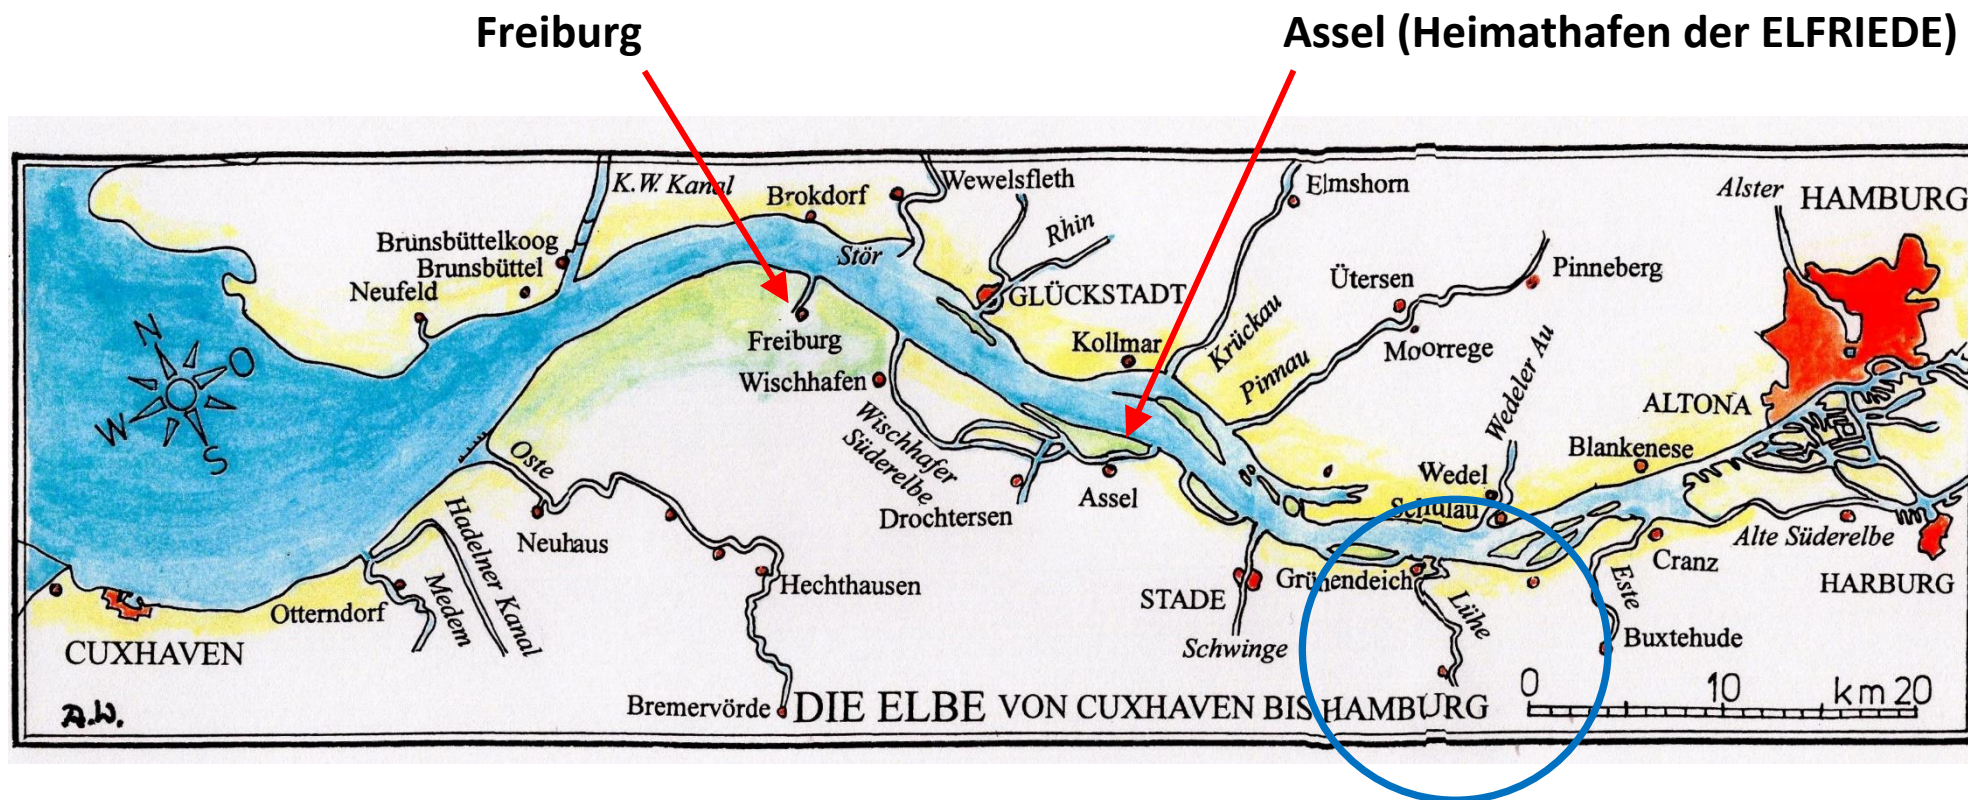 Freiburg
Assel (Heimathafen der ELFRIEDE)
K.W. Kanal
Brokdorf
Wewelsfleth
Elmshorn
Alster
HAMBURG
Brunsbüttelkoog
Brunsbüttel
Neufeld
Stör
Rhin
GLÜCKSTADT
Ütersen
Pinneberg
Freiburg
Kollmar
Krückau
Moorrege
Wischhafen
Pinnau
Wedeler Au
ALTONA
N
O
W
S
Oste
Wischhafer
Süderelbe
Assel
Drochtersen
Blankenese
Wedel
Schulau
Neuhaus
Hadelner Kanal
Medem
Otterndorf
Hechthausen
STADE
Schwinge
Grünendeich
Lühe
Este
Cranz
Alte Süderelbe
HARBURG
Buxtehude
CUXHAVEN
Bremervörde
DIE ELBE VON CUXHAVEN BIS HAMBURG
0 10 km 20
A.W.